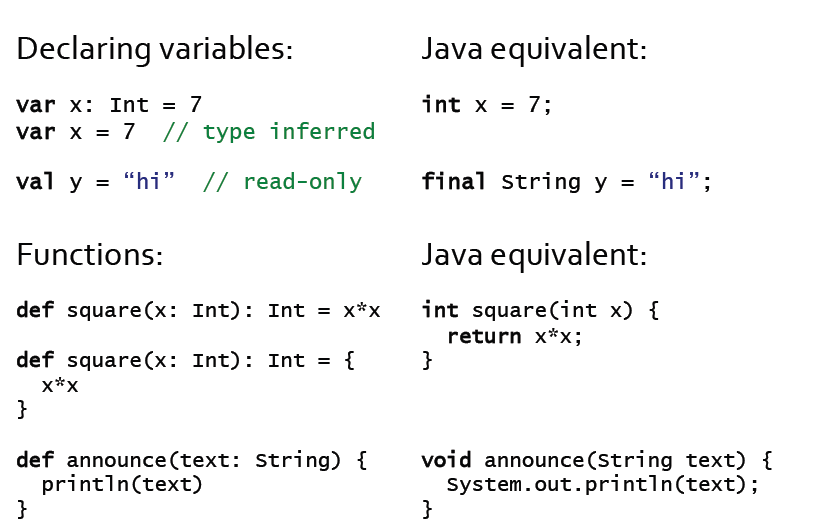 Declaring variables:
var x: Int = 7
var x = 7  // type inferred
val y = “hi”  // read-only
Java equivalent:
int x = 7;
final String y = “hi”;
Functions:
def square(x: Int): Int = x*x
def square(x: Int): Int = {
  x*x
}
def announce(text: String) {
  println(text)
}
Java equivalent:
int square(int x) {
  return x*x;
}
void announce(String text) {
  System.out.println(text);
}